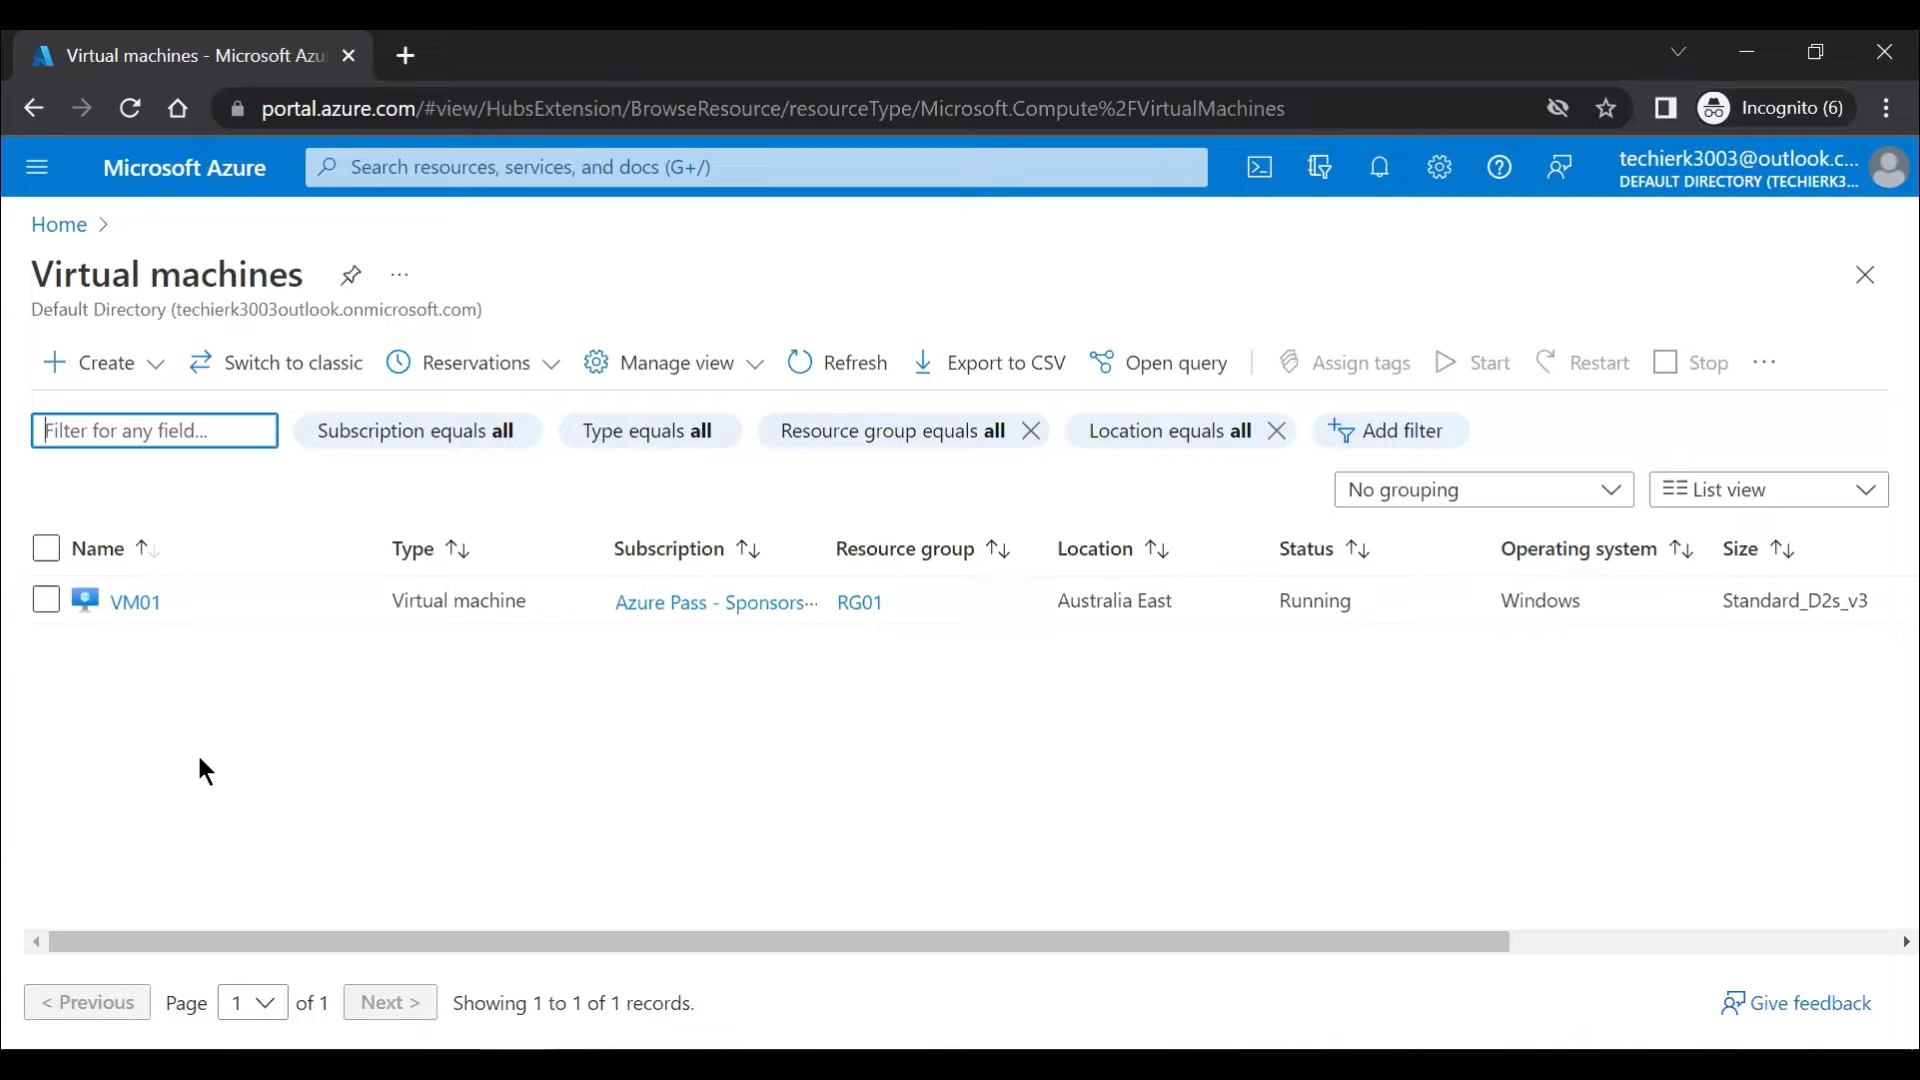 Virtual machines - Microsoft Azu
portal.azure.com/#view/HubsExtension/BrowseResource/resourceType/Microsoft.Compute%2FVirtualMachines
Incognito (6)
Microsoft Azure
Search resources, services, and docs (G+/)
techierk3003@outlook.c...
DEFAULT DIRECTORY (TECHIERK3...
Home
Virtual machines
...
Default Directory (techierk3003outlook.onmicrosoft.com)
Create Switch to classic Reservations Manage view Refresh Export to CSV Open query Assign tags Start Restart Stop ...
Filter for any field... Subscription equals all Type equals all Resource group equals all Location equals all Add filter
No grouping List view
Name Type Subscription Resource group Location Status Operating system Size
VM01 Virtual machine Azure Pass - Sponsors... RG01 Australia East Running Windows Standard_D2s_v3
< Previous Page 1 of 1 Next > Showing 1 to 1 of 1 records. Give feedback